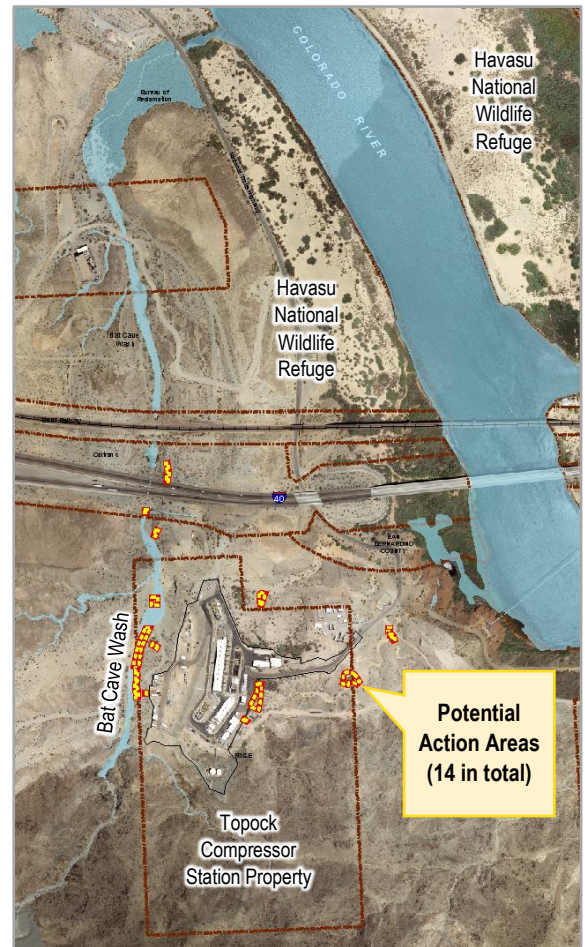 COLORADO RIVER
Havasu
National
Wildlife
Refuge
Bureau of
Reclamation
Havasu
National
Wildlife
Refuge
Bat Cave
Wash
Caltrans
40
SAN
BERNARDINO
COUNTY
Bat Cave Wash
PG&E
Potential
Action Areas
(14 in total)
Topock
Compressor
Station Property